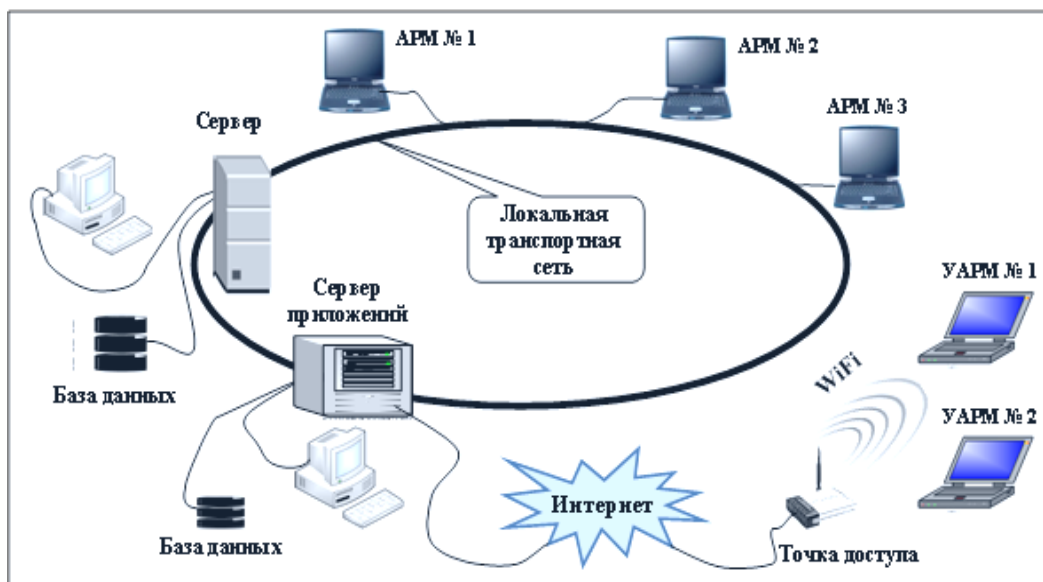 АРМ № 1
АРМ № 2
АРМ № 3
Сервер
Локальная
транспортная
сеть
УАРМ № 1
Сервер
приложений
WiFi
База данных
УАРМ № 2
Интернет
База данных
Точка доступа